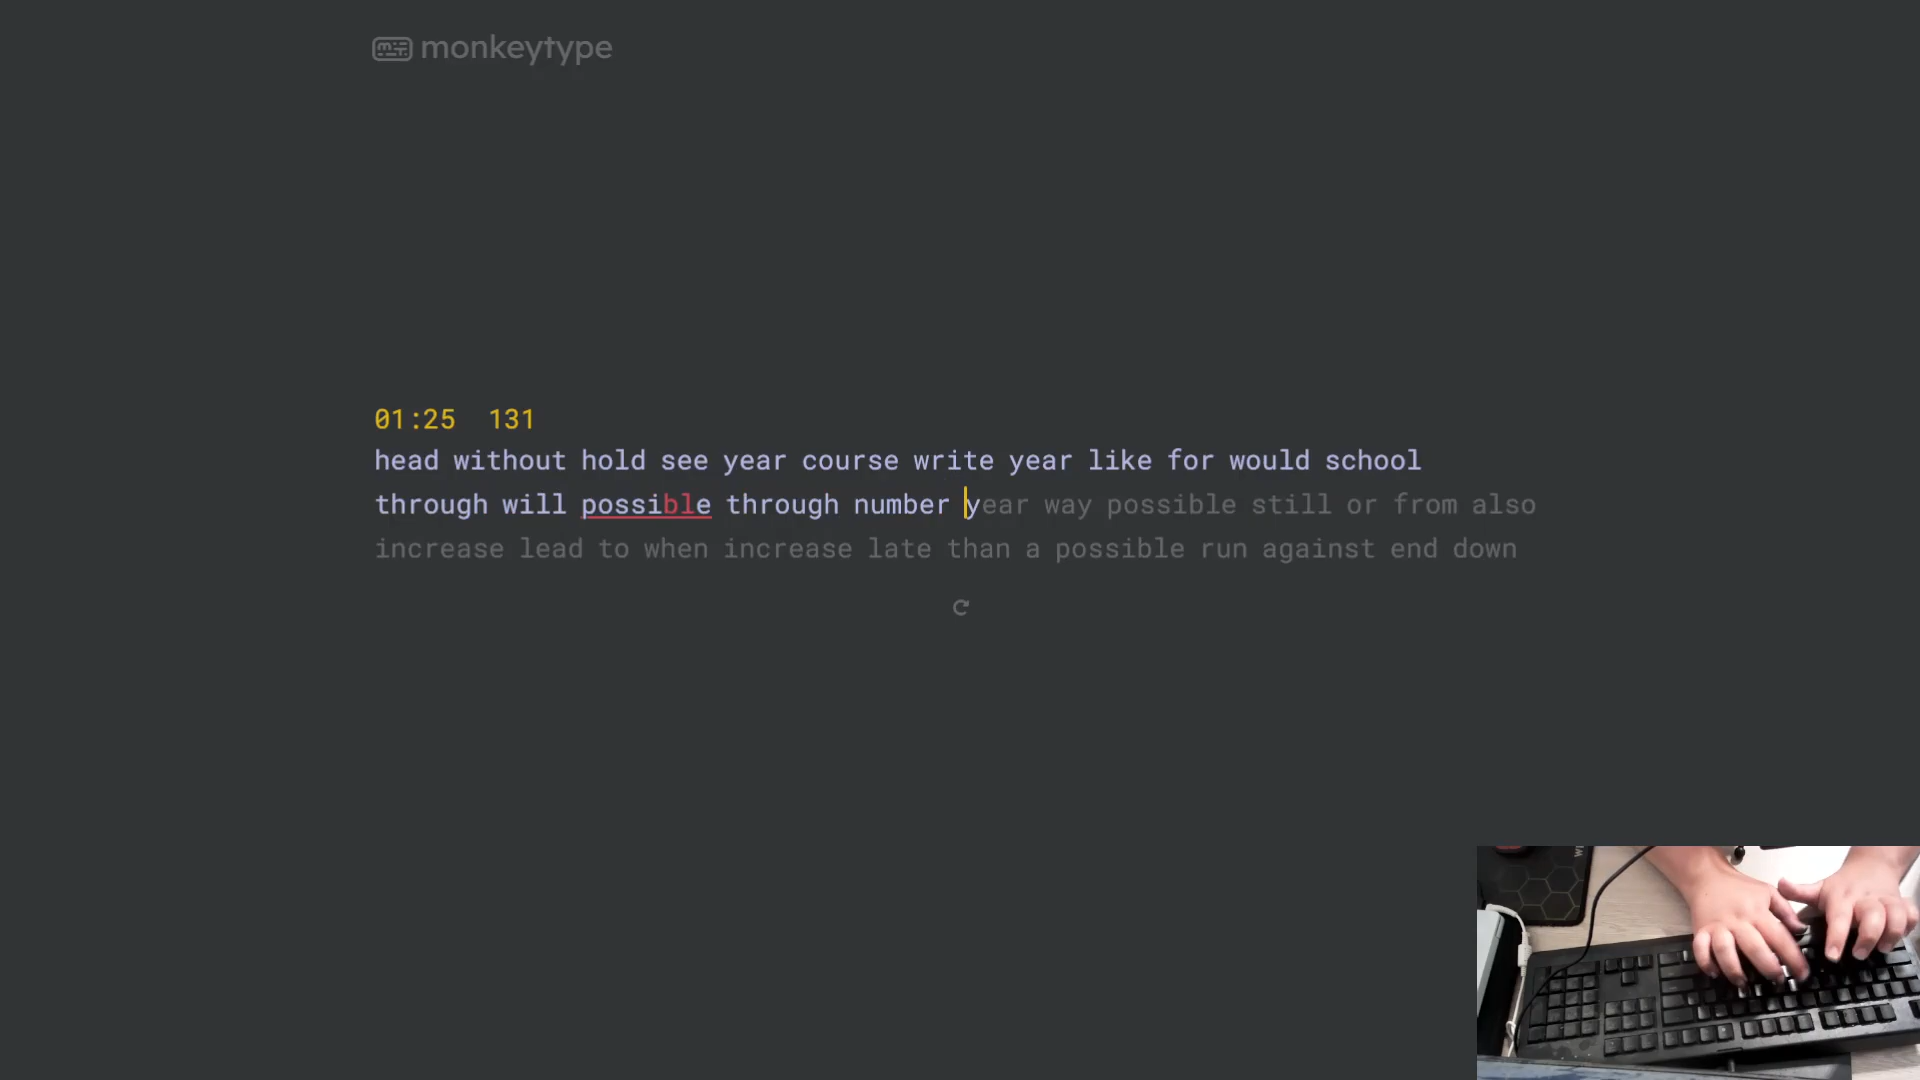 monkeytype
01:25 131
head without hold see year course write year like for would school
through will possible through number year way possible still or from also
increase lead to when increase late than a possible run against end down